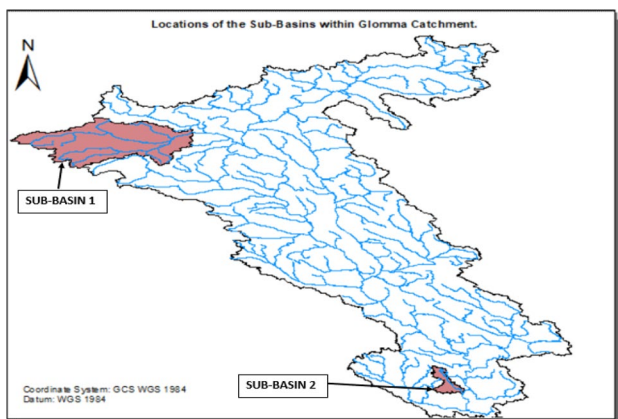 Locations of the Sub-Basins within Glomma Catchment.
N
SUB-BASIN 1
SUB-BASIN 2
Coordinate System: GCS WGS 1984
Datum: WGS 1984